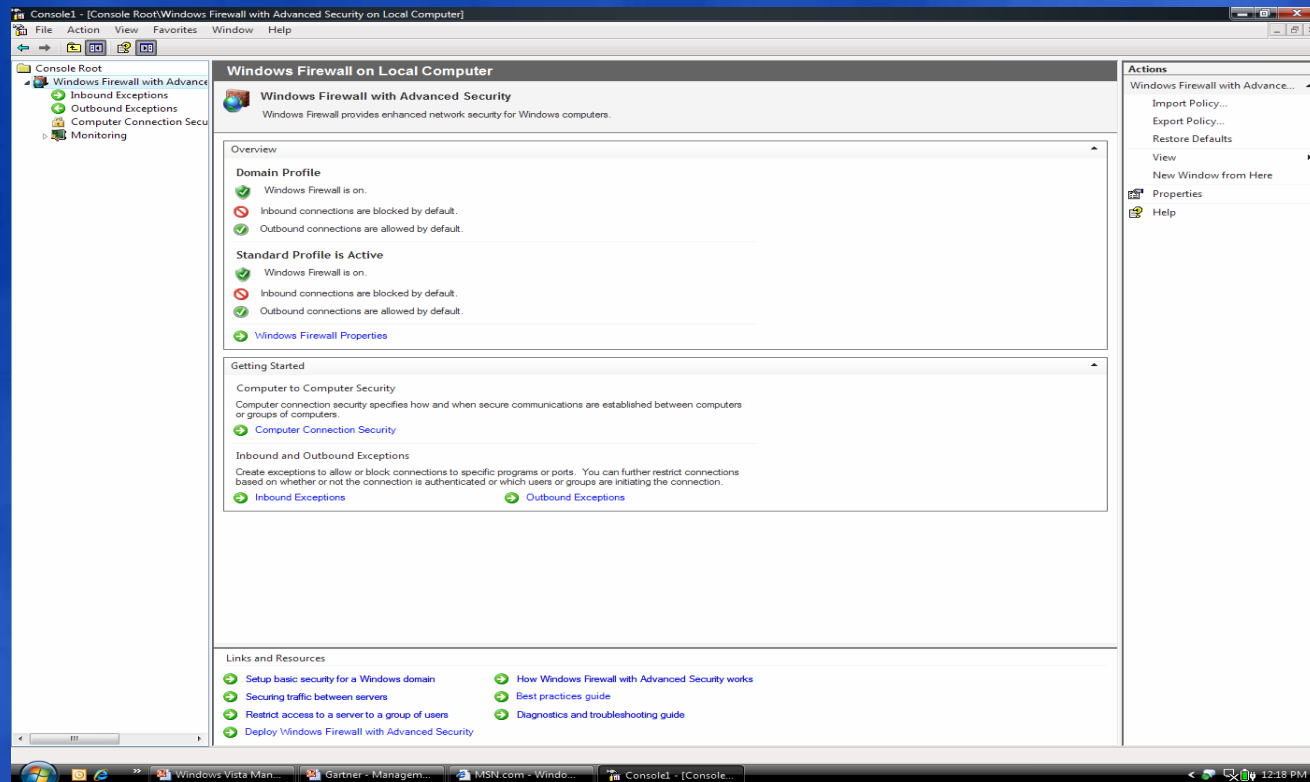 Console1 - [Console Root\Windows Firewall with Advanced Security on Local Computer]
File Action View Favorites Window Help
Console Root
Windows Firewall with Advance
Inbound Exceptions
Outbound Exceptions
Computer Connection Secu
Monitoring
Windows Firewall on Local Computer
Windows Firewall with Advanced Security
Windows Firewall provides enhanced network security for Windows computers.
Overview
Domain Profile
Windows Firewall is on.
Inbound connections are blocked by default.
Outbound connections are allowed by default.
Standard Profile is Active
Windows Firewall is on.
Inbound connections are blocked by default.
Outbound connections are allowed by default.
Windows Firewall Properties
Getting Started
Computer to Computer Security
Computer connection security specifies how and when secure communications are established between computers
or groups of computers.
Computer Connection Security
Inbound and Outbound Exceptions
Create exceptions to allow or block connections to specific programs or ports. You can further restrict connections
based on whether or not the connection is authenticated or which users or groups are initiating the connection.
Inbound Exceptions Outbound Exceptions
Links and Resources
Setup basic security for a Windows domain How Windows Firewall with Advanced Security works
Securing traffic between servers Best practices guide
Restrict access to a server to a group of users Diagnostics and troubleshooting guide
Deploy Windows Firewall with Advanced Security
Actions
Windows Firewall with Advance...
Import Policy...
Export Policy...
Restore Defaults
View
New Window from Here
Properties
Help
Windows Vista Man... Gartner - Managem... MSN.com - Windo... Console1 - [Console... 12:18 PM